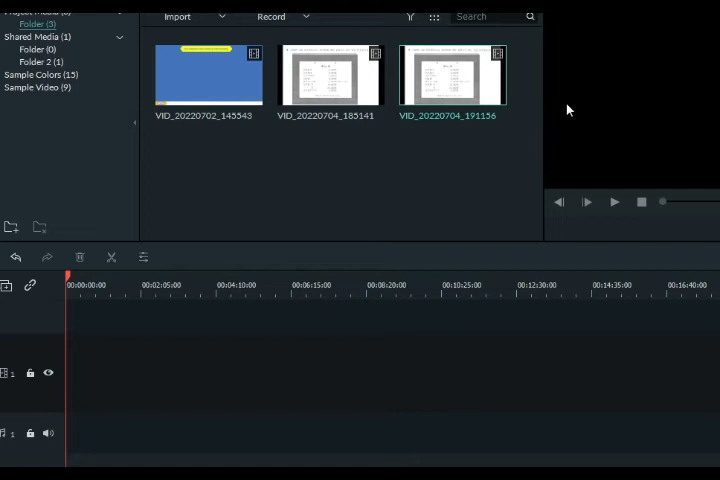 Import
Record
Search
Folder (3)
Shared Media (1)
Folder (0)
Folder 2 (1)
Sample Colors (15)
Sample Video (9)
VID_20220702_145543
VID_20220704_185141
VID_20220704_191156
00:00:00:00
00:02:05:00
00:04:10:00
00:06:15:00
00:08:20:00
00:10:25:00
00:12:30:00
00:14:35:00
00:16:40:00
1
1